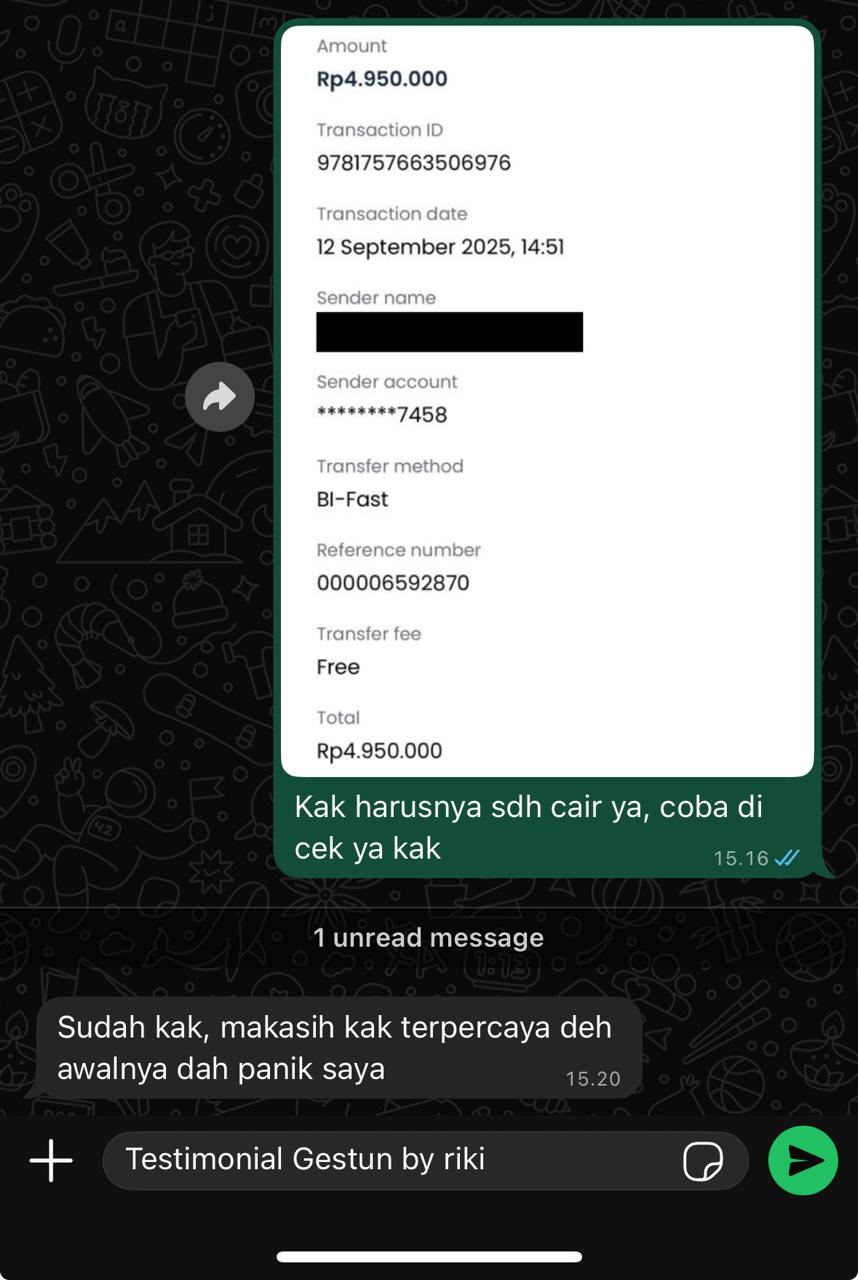 Amount
Rp4.950.000
Transaction ID
9781757663506976
Transaction date
12 September 2025, 14:51
Sender name
Sender account
********7458
Transfer method
BI-Fast
Reference number
000006592870
Transfer fee
Free
Total
Rp4.950.000
Kak harusnya sdh cair ya, coba di
cek ya kak
15.16
1 unread message
Sudah kak, makasih kak terpercaya deh
awalnya dah panik saya
15.20
Testimonial Gestun by riki